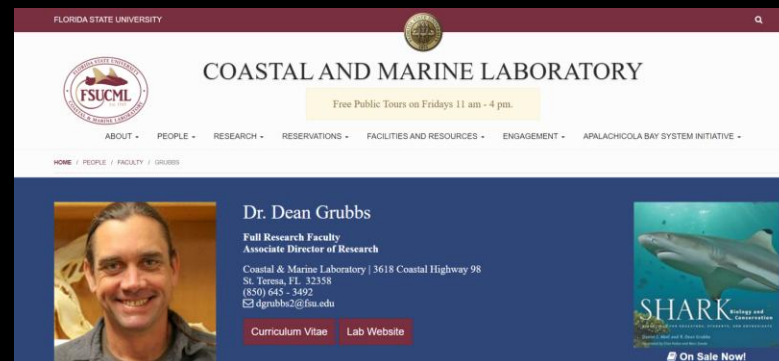 FLORIDA STATE UNIVERSITY
FSUCML
COASTAL AND MARINE LABORATORY
Free Public Tours on Fridays 11 am - 4 pm.
ABOUT PEOPLE RESEARCH RESERVATIONS FACILITIES AND RESOURCES ENGAGEMENT APALACHICOLA BAY SYSTEM INITIATIVE
HOME / PEOPLE / FACULTY / GRUBBS
Dr. Dean Grubbs
Full Research Faculty
Associate Director of Research
Coastal & Marine Laboratory | 3618 Coastal Highway 98
St. Teresa, FL 32358
(850) 645 - 3492
dgrubbs2@fsu.edu
Curriculum Vitae Lab Website
SHARK Biology and Conservation
On Sale Now!